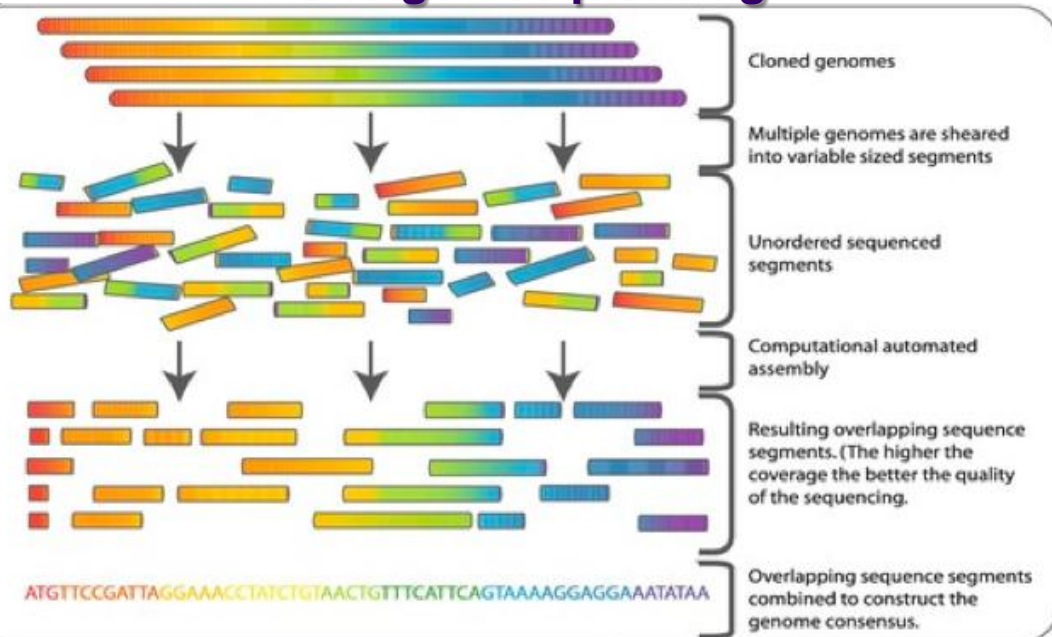 Cloned genomes
Multiple genomes are sheared
into variable sized segments
Unordered sequenced
segments
Computational automated
assembly
Resulting overlapping sequence
segments. (The higher the
coverage the better the quality
of the sequencing.
ATGTTCCGATTAGGAAACCTATCTGTAACTGTTTCATTCAGTAAAAGGAGGAAATATAA
Overlapping sequence segments
combined to construct the
genome consensus.